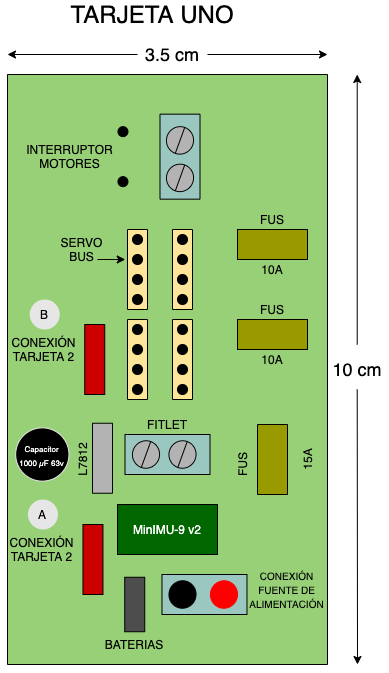 TARJETA UNO
3.5 cm
INTERRUPTOR
MOTORES
FUS
10A
SERVO
BUS
FUS
10A
B
CONEXIÓN
TARJETA 2
10 cm
FITLET
Capacitor
1000 µF 63v
L7812
FUS
15A
A
CONEXIÓN
TARJETA 2
MinIMU-9 v2
CONEXIÓN
FUENTE DE
ALIMENTACIÓN
BATERIAS